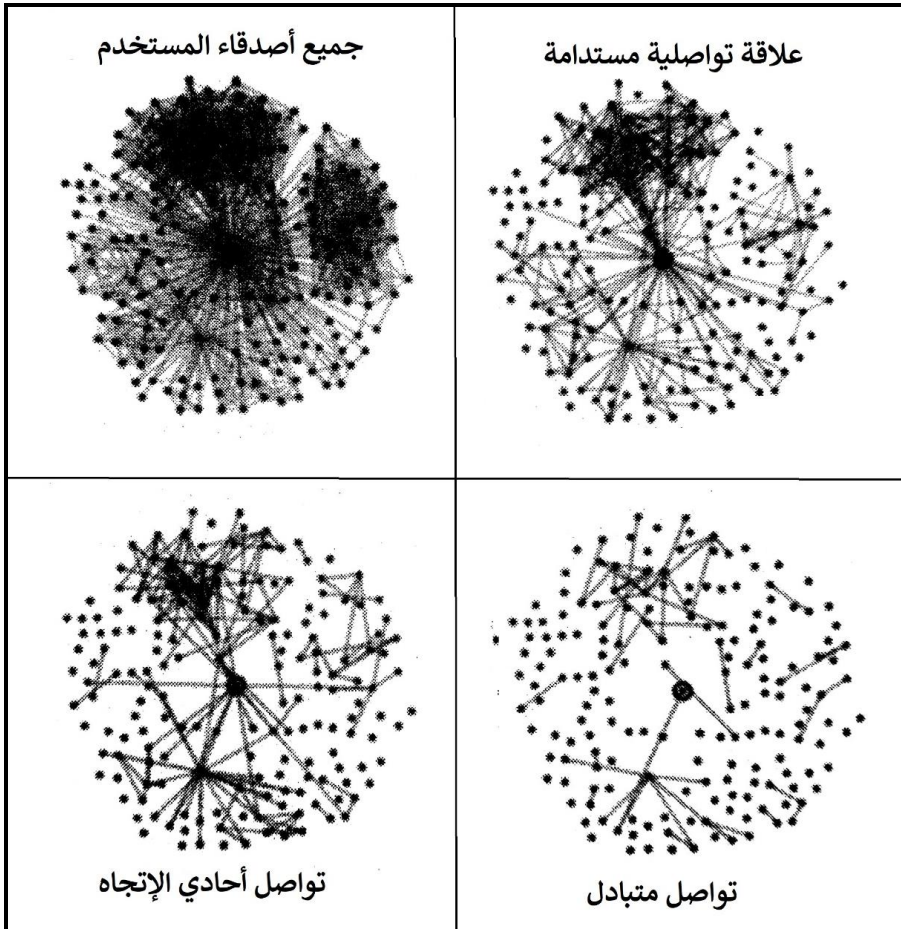 جميع أصدقاء المستخدم
علاقة تواصلية مستدامة
تواصل أحادي الإتجاه
تواصل متبادل